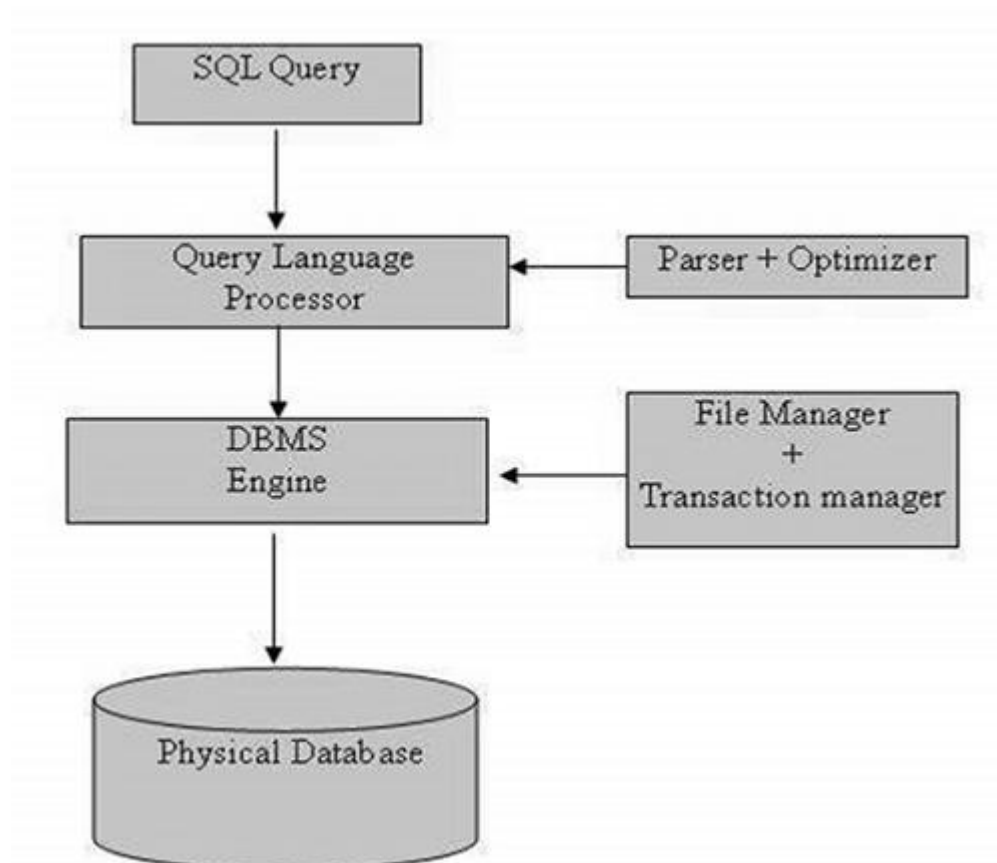 SQL Query
Query Language
Processor
Parser + Optimizer
DBMS
Engine
File Manager
+
Transaction manager
Physical Database